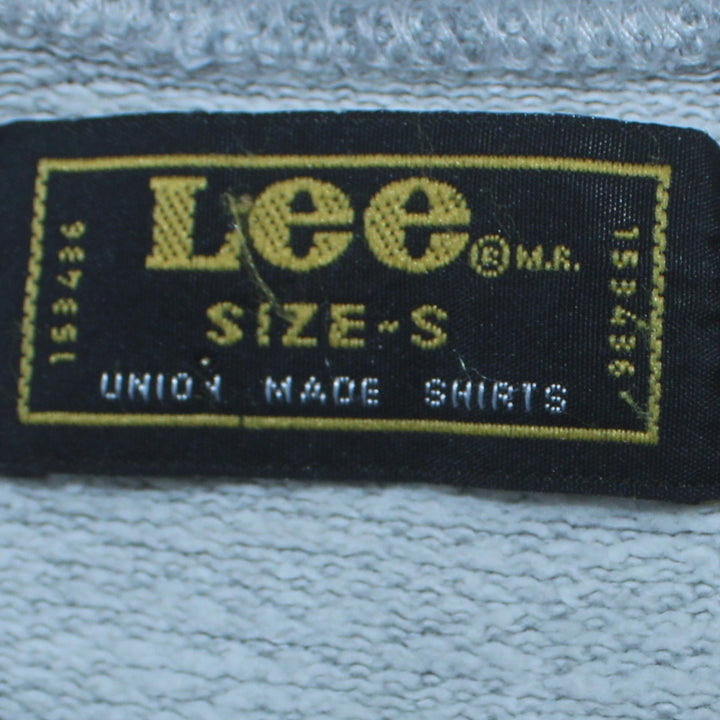 Lee ® M.R.
SIZE-S
UNION MADE SHIRTS
153436
153436